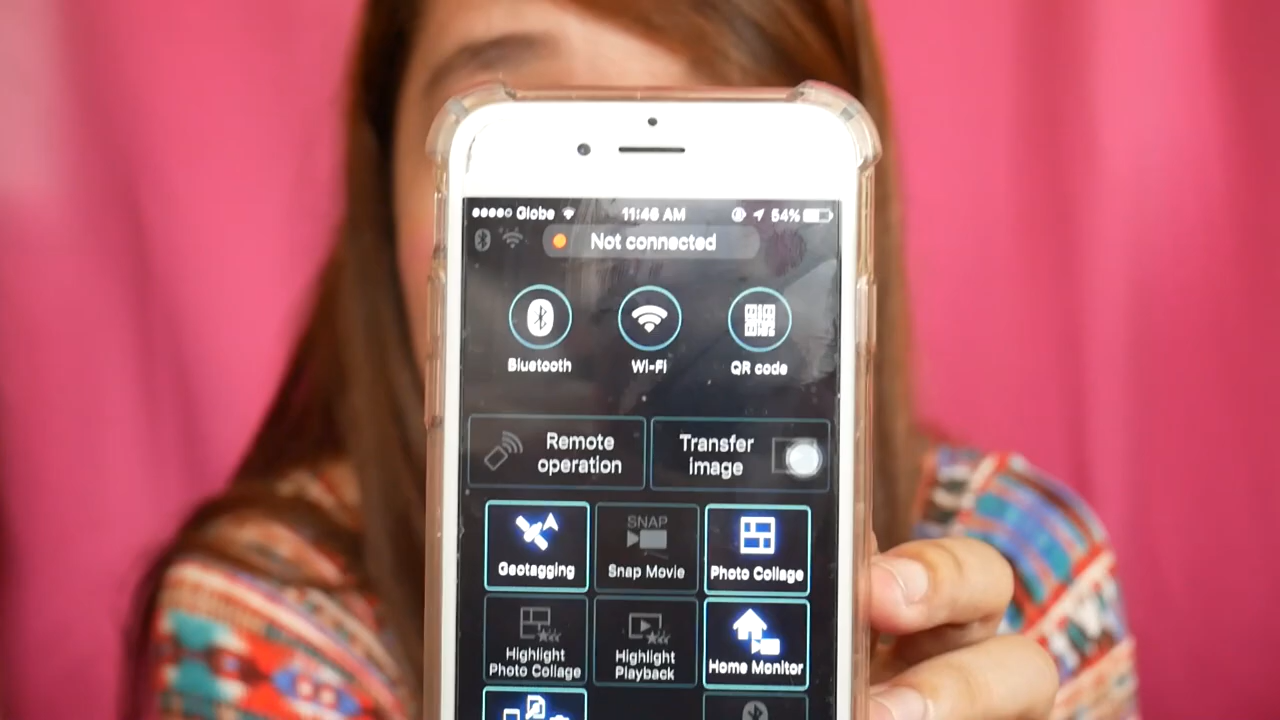 Globe 11:46 AM 54%
Not connected
Bluetooth Wi-Fi QR code
Remote operation
Transfer image
Geotagging
SNAP
Snap Movie
Photo Collage
Highlight
Photo Collage
Highlight
Playback
Home Monitor